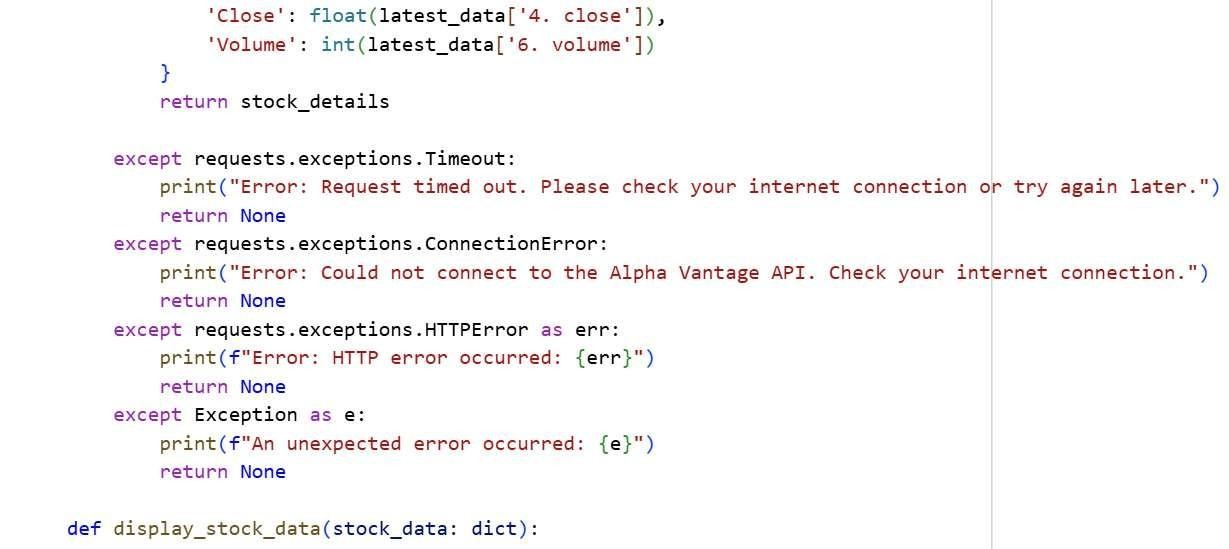 'Close': float(latest_data['4. close']),
'Volume': int(latest_data['6. volume'])
}
return stock_details
except requests.exceptions.Timeout:
print("Error: Request timed out. Please check your internet connection or try again later.")
return None
except requests.exceptions.ConnectionError:
print("Error: Could not connect to the Alpha Vantage API. Check your internet connection.")
return None
except requests.exceptions.HTTPError as err:
print(f"Error: HTTP error occurred: {err}")
return None
except Exception as e:
print(f"An unexpected error occurred: {e}")
return None
def display_stock_data(stock_data: dict):